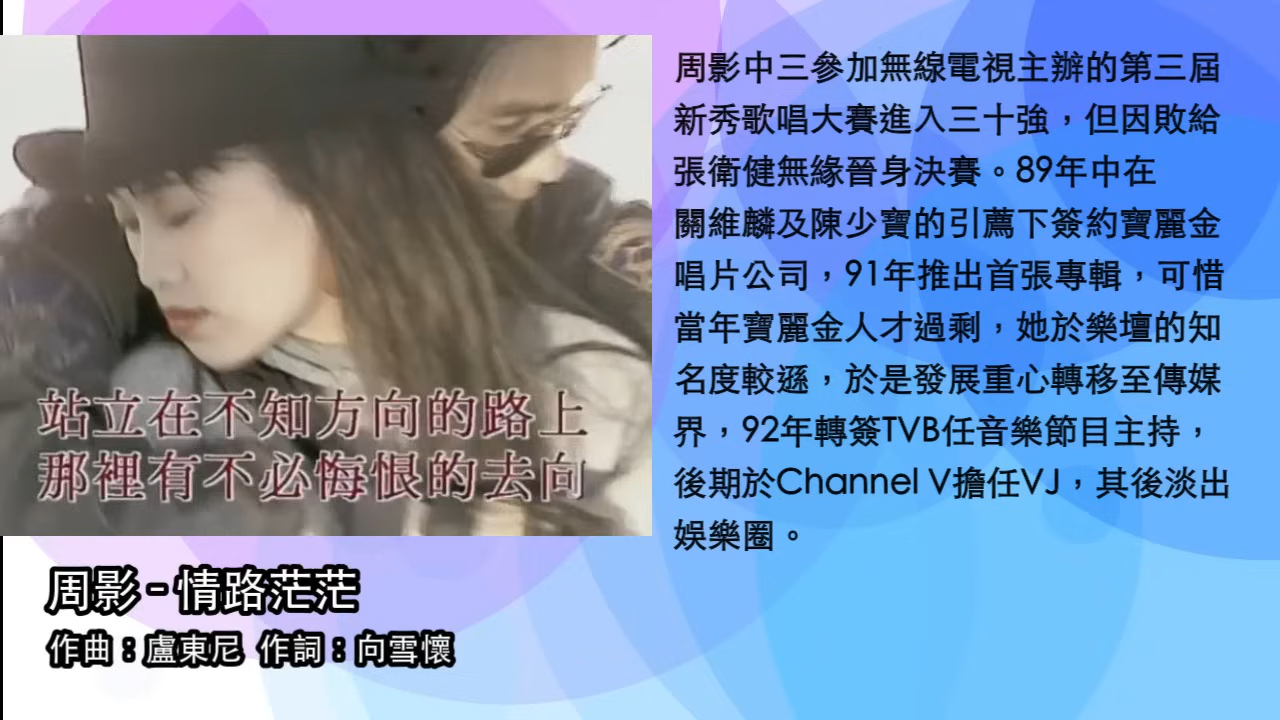 周影中三參加無線電視主辦的第三屆
新秀歌唱大賽進入三十強，但因敗給
張衛健無緣晉身決賽。89年中在
關維麟及陳少寶的引薦下簽約寶麗金
唱片公司，91年推出首張專輯，可惜
當年寶麗金人才過剩，她於樂壇的知
名度較遜，於是發展重心轉移至傳媒
界，92年轉簽TVB任音樂節目主持，
後期於Channel V擔任VJ，其後淡出
娛樂圈。
站立在不知方向的路上
那裡有不必悔恨的去向
周影 - 情路茫茫
作曲：盧東尼 作詞：向雪懷